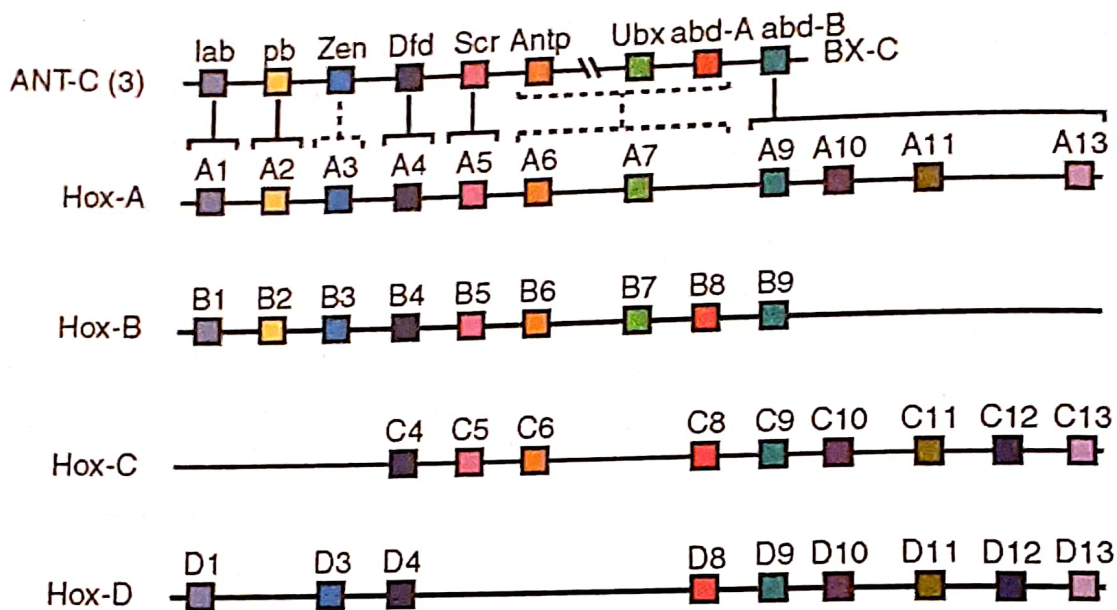 lab pb Zen Dfd Scr Antp Ubx abd-A abd-B
ANT-C (3) BX-C
A1 A2 A3 A4 A5 A6 A7 A9 A10 A11 A13
Hox-A
B1 B2 B3 B4 B5 B6 B7 B8 B9
Hox-B
C4 C5 C6 C8 C9 C10 C11 C12 C13
Hox-C
D1 D3 D4 D8 D9 D10 D11 D12 D13
Hox-D